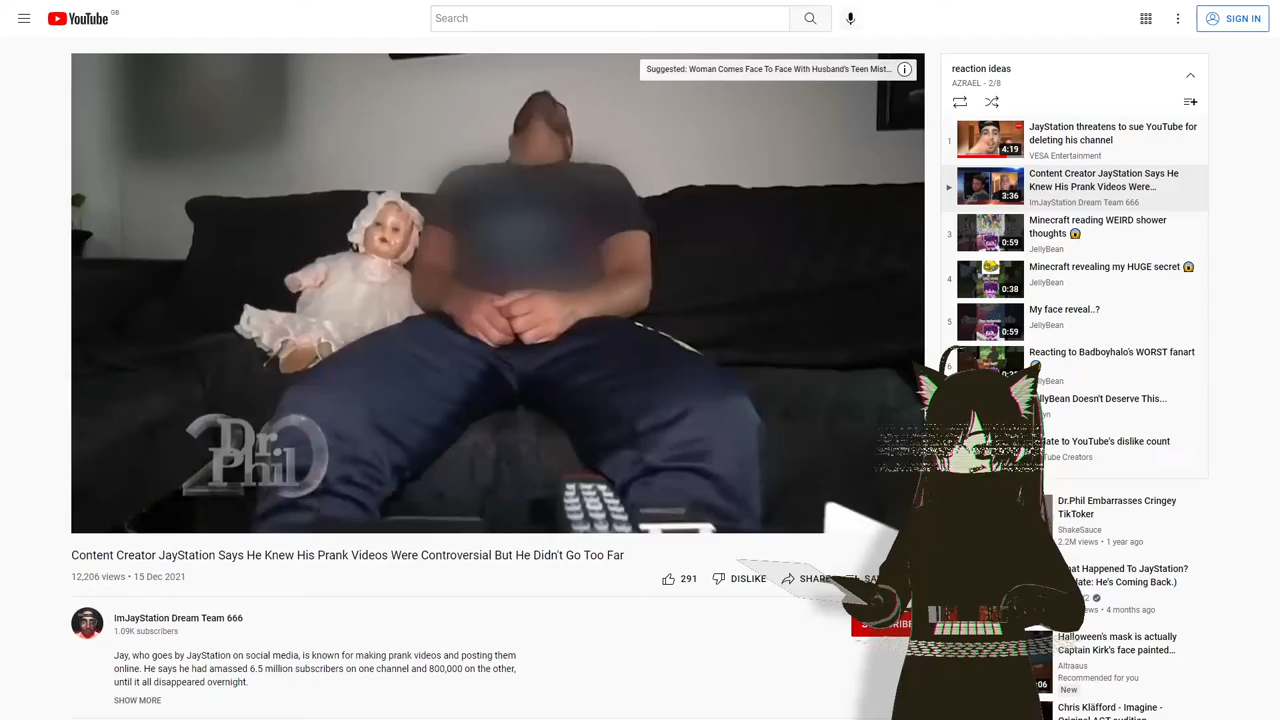 YouTube GB
Search
SIGN IN
Suggested: Woman Comes Face To Face With Husband's Teen Mist...
Dr. Phil 20
Content Creator JayStation Says He Knew His Prank Videos Were Controversial But He Didn't Go Too Far
12,206 views • 15 Dec 2021
291
DISLIKE
SHARE
ImJayStation Dream Team 666
1.09K subscribers
Jay, who goes by JayStation on social media, is known for making prank videos and posting them
online. He says he had amassed 6.5 million subscribers on one channel and 800,000 on the other,
until it all disappeared overnight.
SHOW MORE
reaction ideas
AZRAEL - 2/8
1
4:19
JayStation threatens to sue YouTube for
deleting his channel
VESA Entertainment
3:36
Content Creator JayStation Says He
Knew His Prank Videos Were...
ImJayStation Dream Team 666
3
0:59
Minecraft reading WEIRD shower
thoughts 😱
JellyBean
4
0:38
Minecraft revealing my HUGE secret 😱
JellyBean
5
0:59
My face reveal..?
JellyBean
6
Reacting to Badboyhalo's WORST fanart
Doesn't Deserve This...
to YouTube's dislike count
Creators
Dr.Phil Embarrasses Cringey
TikToker
ShakeSauce
2.2M views • 1 year ago
Happened To JayStation?
He's Coming Back.)
• 4 months ago
Halloween's mask is actually
Captain Kirk's face painted...
Altraaus
Recommended for you
New
Chris Kläfford - Imagine -